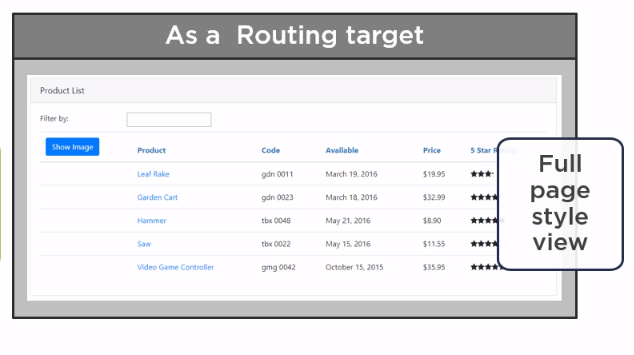 As a Routing target
Product List
Filter by:
Show Image Product Code Available Price 5 Star
Leaf Rake gdn 0011 March 19, 2016 $19.95
Garden Cart gdn 0023 March 18, 2016 $32.99
Hammer tbx 0048 May 21, 2016 $8.90
Saw tbx 0022 May 15, 2016 $11.55
Video Game Controller gmg 0042 October 15, 2015 $35.95
Full
page
style
view